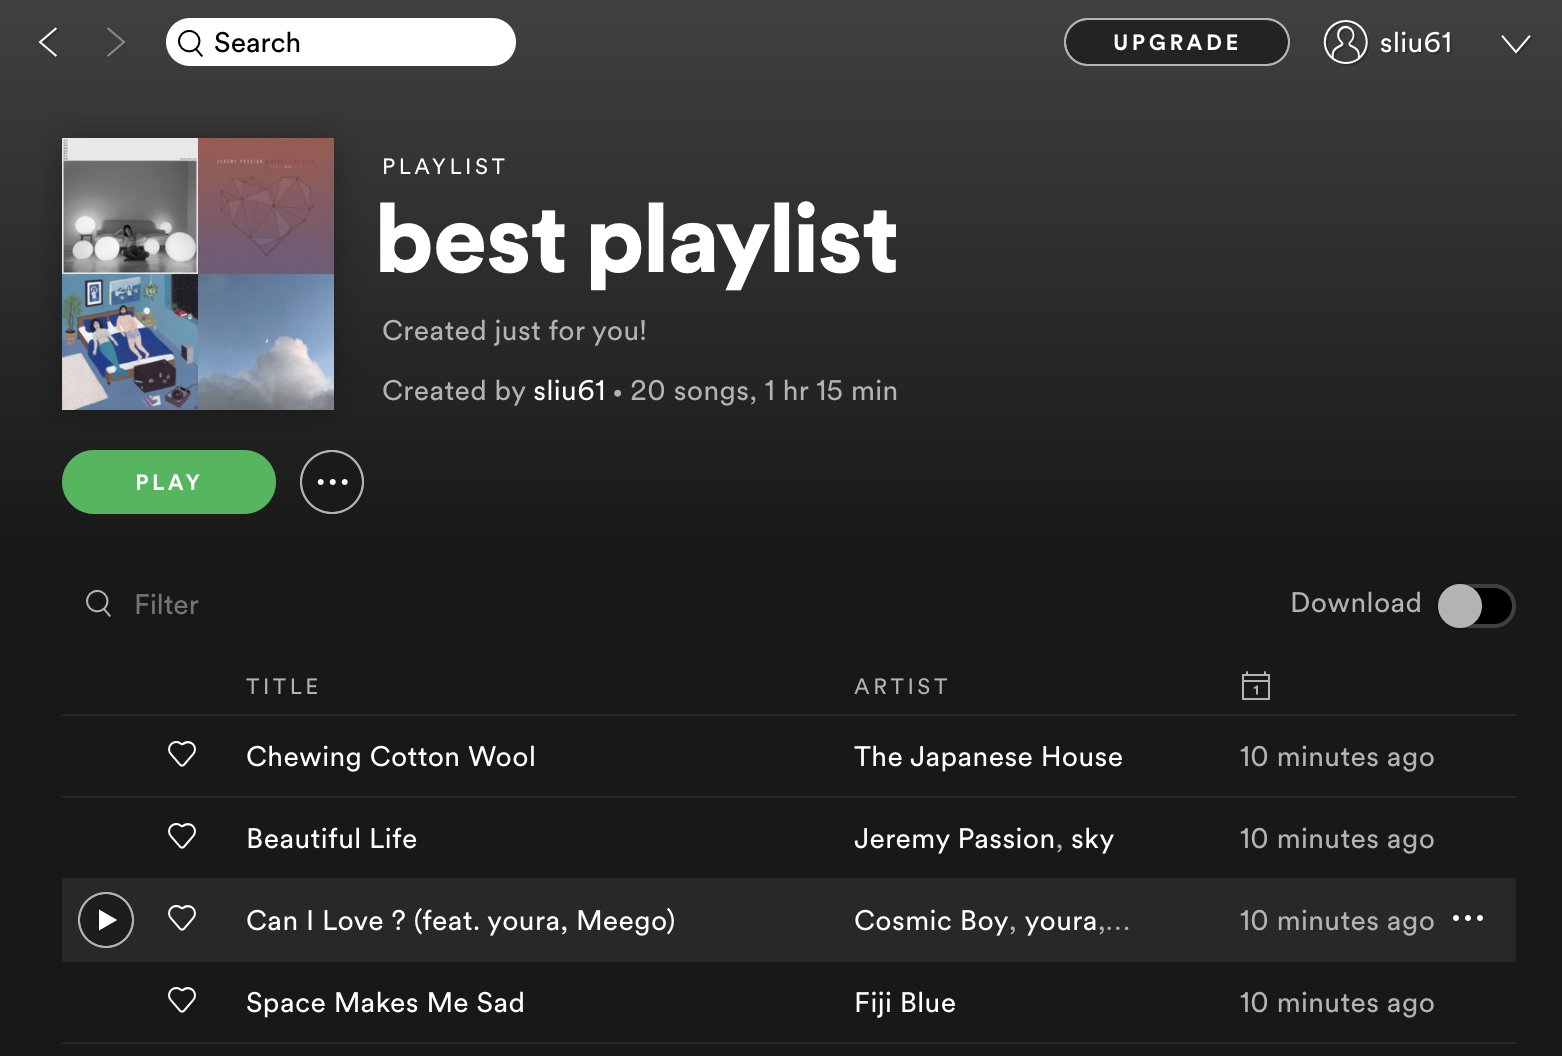 Search
UPGRADE
sliu61
JEREMY PASSION
PLAYLIST
best playlist
Created just for you!
Created by sliu61 • 20 songs, 1 hr 15 min
PLAY
Filter
Download
TITLE ARTIST 1
Chewing Cotton Wool The Japanese House 10 minutes ago
Beautiful Life Jeremy Passion, sky 10 minutes ago
Can I Love ? (feat. youra, Meego) Cosmic Boy, youra,... 10 minutes ago
Space Makes Me Sad Fiji Blue 10 minutes ago